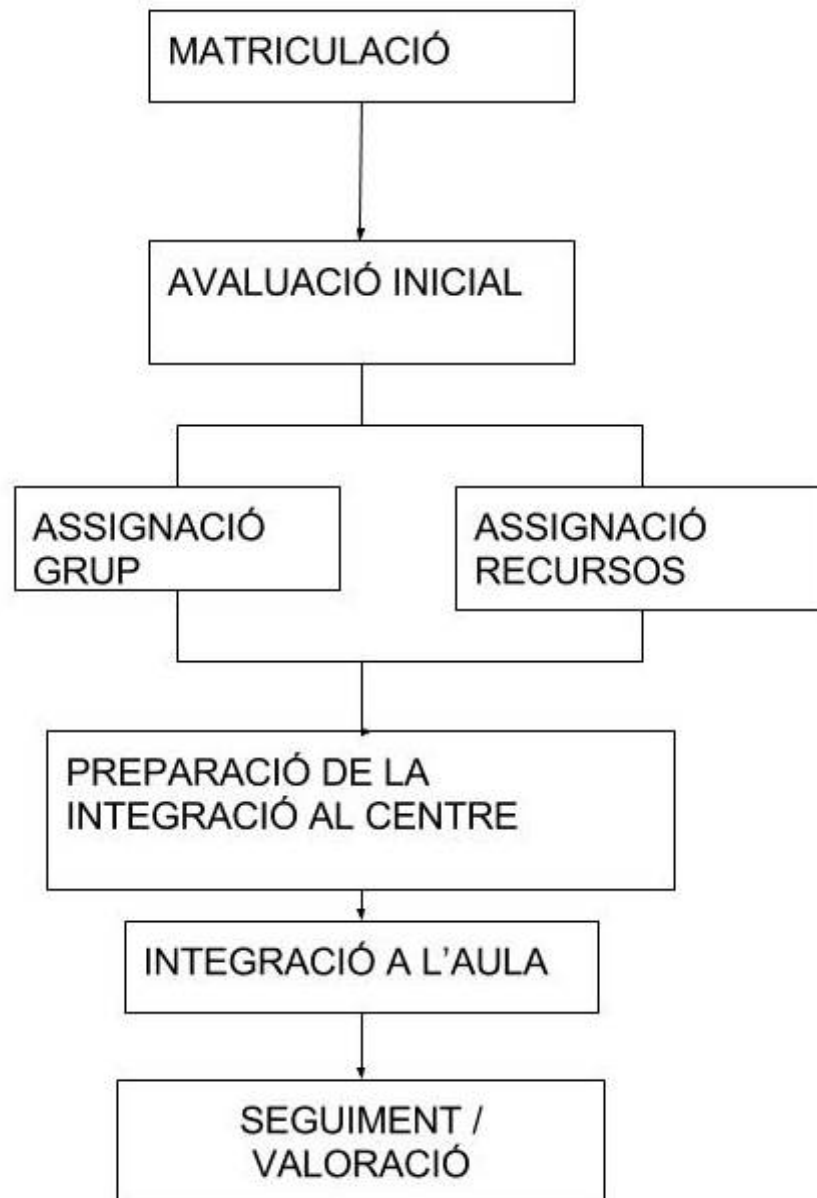 MATRICULACIÓ
AVALUACIÓ INICIAL
ASSIGNACIÓ
GRUP
ASSIGNACIÓ
RECURSOS
PREPARACIÓ DE LA
INTEGRACIÓ AL CENTRE
INTEGRACIÓ A L’AULA
SEGUIMENT /
VALORACIÓ